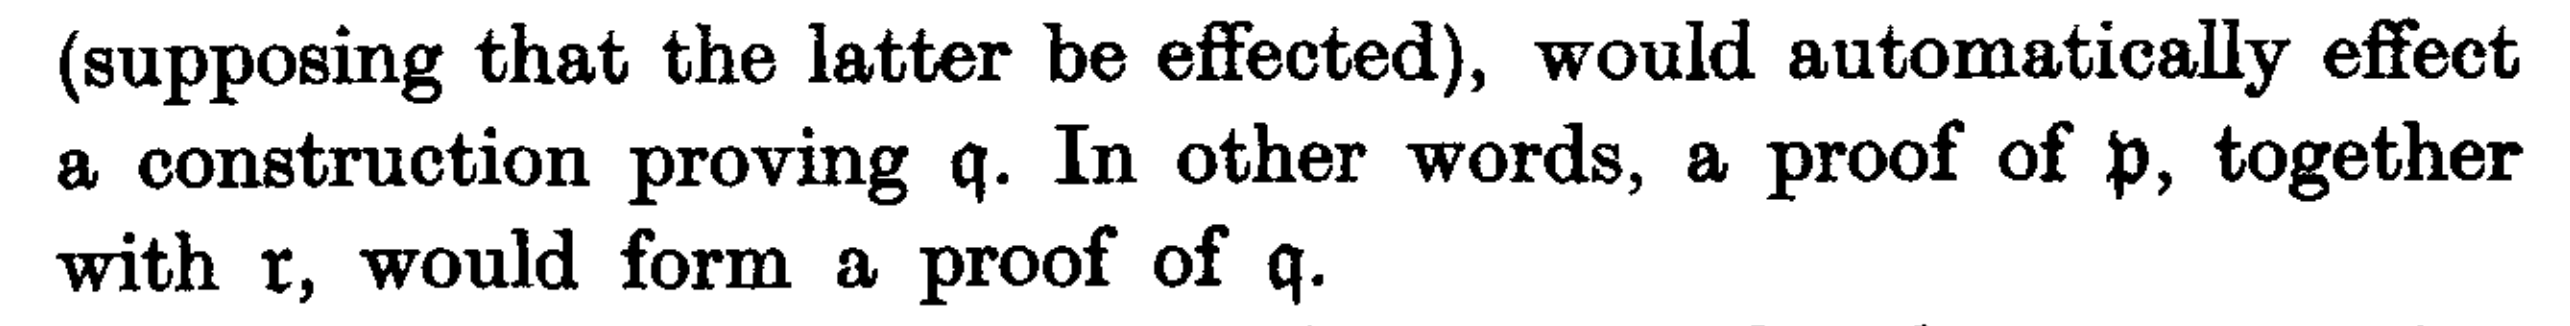 (supposing that the latter be effected), would automatically effect
a construction proving 𝔮. In other words, a proof of 𝔭, together
with 𝔯, would form a proof of 𝔮.